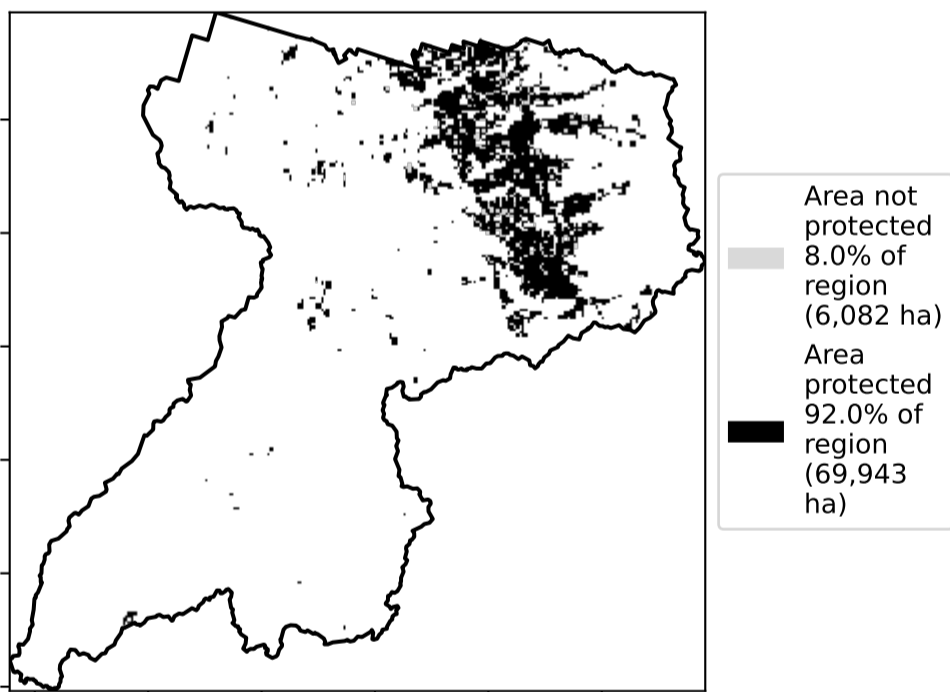 Area not
protected
8.0% of
region
(6,082 ha)
Area
protected
92.0% of
region
(69,943
ha)